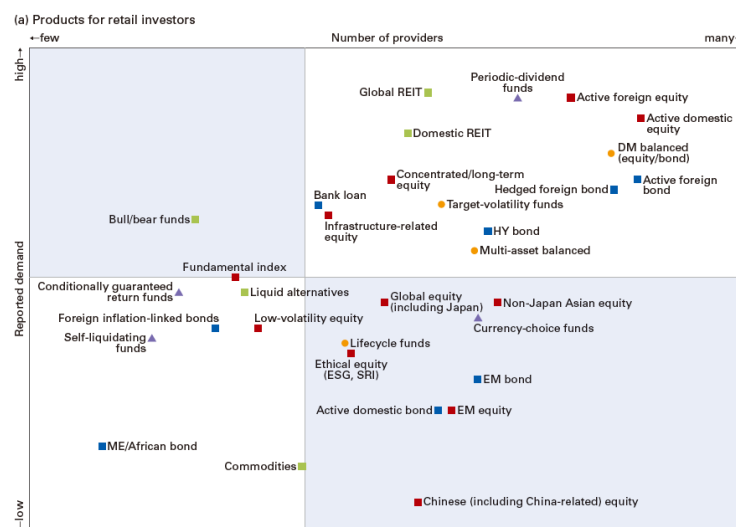 (a) Products for retail investors
←few
Number of providers
many→
high→
Reported demand
←low
Global REIT
Periodic-dividend
funds
Active foreign equity
Active domestic
equity
Domestic REIT
DM balanced
(equity/bond)
Concentrated/long-term
equity
Hedged foreign bond
Active foreign
bond
Bank loan
Target-volatility funds
Infrastructure-related
equity
Bull/bear funds
HY bond
Multi-asset balanced
Fundamental index
Conditionally guaranteed
return funds
Liquid alternatives
Global equity
(including Japan)
Non-Japan Asian equity
Foreign inflation-linked bonds
Low-volatility equity
Currency-choice funds
Self-liquidating
funds
Lifecycle funds
Ethical equity
(ESG, SRI)
EM bond
Active domestic bond
EM equity
ME/African bond
Commodities
Chinese (including China-related) equity